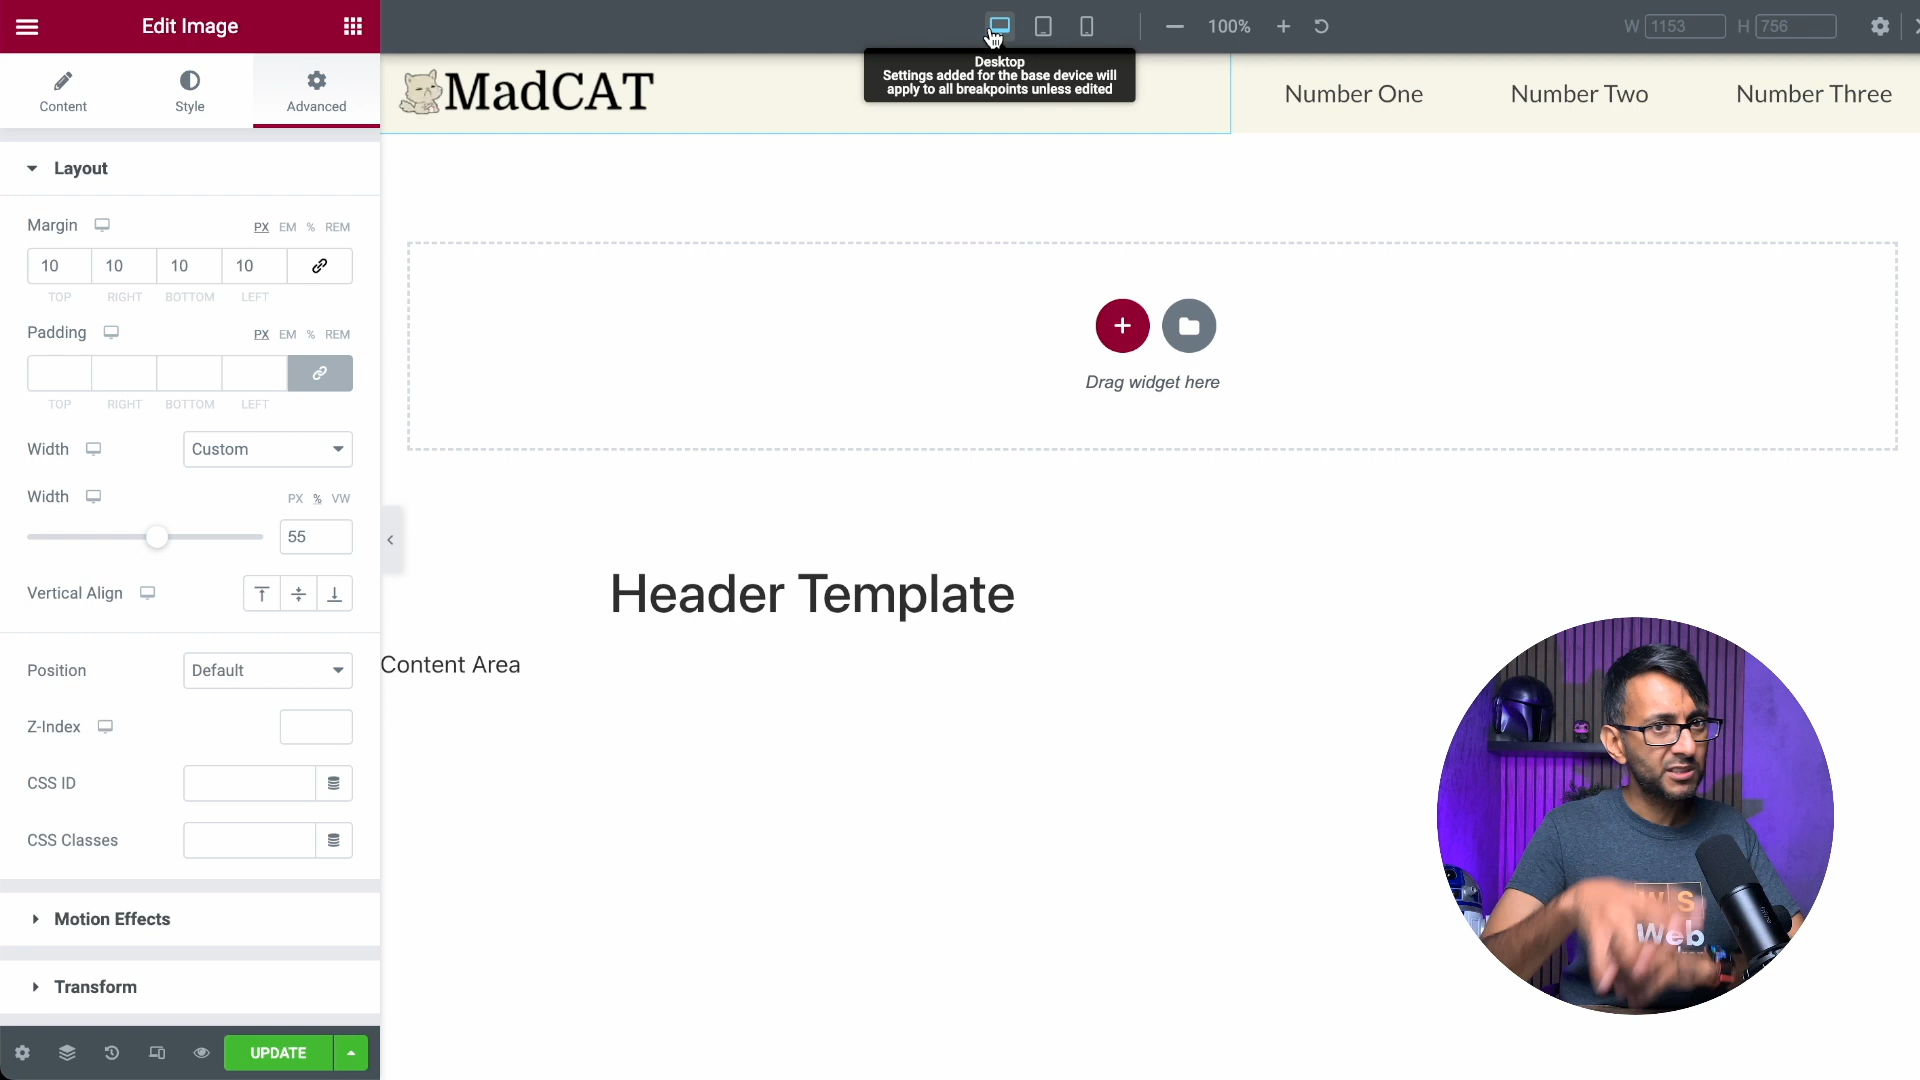 Edit Image
100%
W 1153 H 756
Desktop
Settings added for the base device will
apply to all breakpoints unless edited
Content
Style
Advanced
MadCAT
Number One
Number Two
Number Three
Layout
Margin
PX EM % REM
10 10 10 10
TOP RIGHT BOTTOM LEFT
Padding
PX EM % REM
TOP RIGHT BOTTOM LEFT
Drag widget here
Width
Custom
Width
PX % VW
55
Vertical Align
Header Template
Position
Default
Content Area
Z-Index
CSS ID
CSS Classes
Motion Effects
Transform
UPDATE
W S
Web